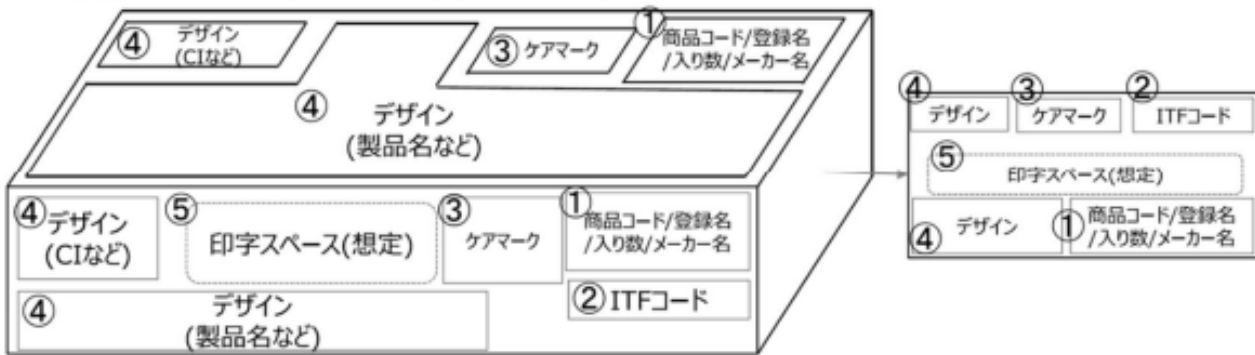 ④ デザイン
(CIなど)
③ ケアマーク
① 商品コード/登録名
/入り数/メーカー名
④ デザイン
(製品名など)
④ デザイン
(CIなど)
⑤ 印字スペース(想定)
③ ケアマーク
① 商品コード/登録名
/入り数/メーカー名
② ITFコード
④ デザイン
(製品名など)
④ デザイン
③ ケアマーク
② ITFコード
⑤ 印字スペース(想定)
④ デザイン
① 商品コード/登録名
/入り数/メーカー名